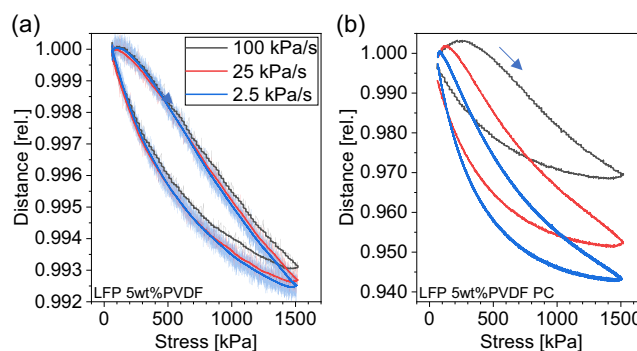 (a)
1.000
0.999
0.998
0.997
0.996
0.995
0.994
0.993
0.992
Distance [rel.]
100 kPa/s
25 kPa/s
2.5 kPa/s
LFP 5wt%PVDF
0
500
1000
1500
Stress [kPa]
(b)
1.000
0.990
0.980
0.970
0.960
0.950
0.940
Distance [rel.]
LFP 5wt%PVDF PC
0
500
1000
1500
Stress [kPa]